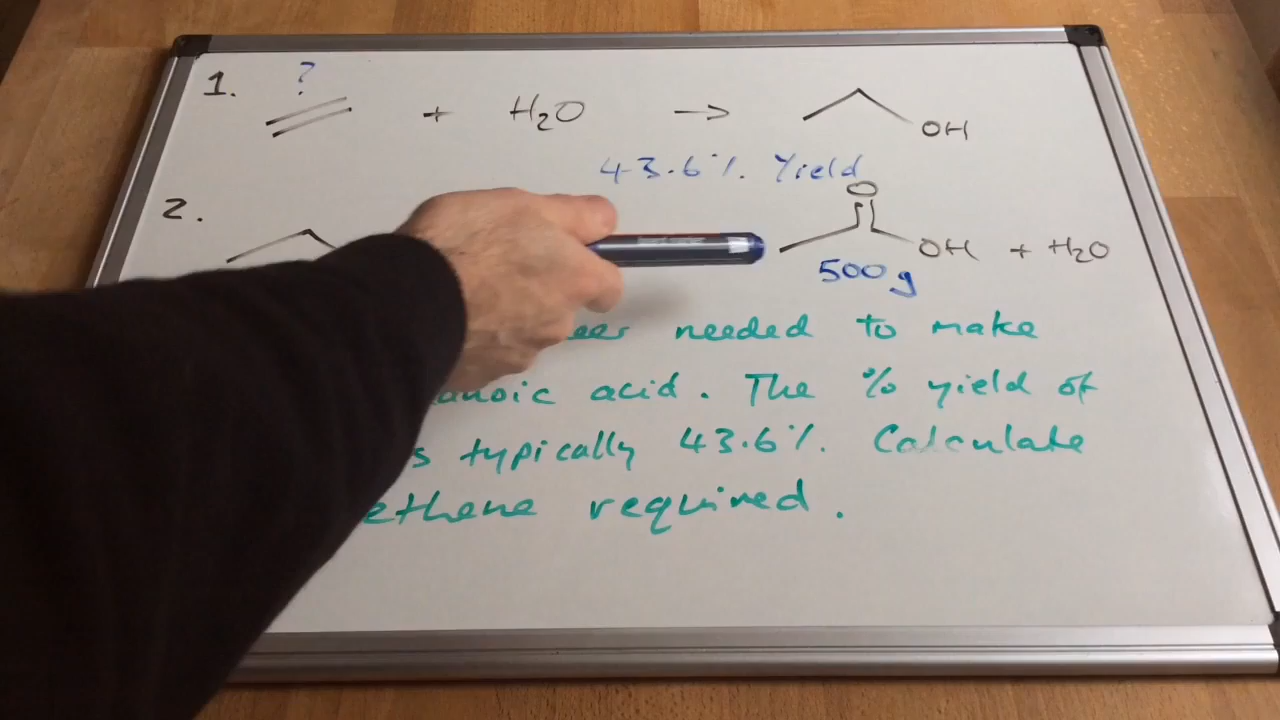 1. ? + H2O → OH
43.6% Yield
2. O OH + H2O
500g
needed to make
acid. The % yield of
typically 43.6%. Calculate
ethene required.